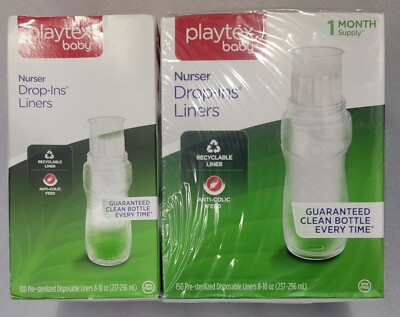 playtex
baby
Nurser
Drop-Ins®
Liners
RECYCLABLE
LINER
ANTI-COLIC
FEED
GUARANTEED
CLEAN BOTTLE
EVERY TIME*
100 Pre-sterilized Disposable Liners 8-10 oz (237-296 mL)
playtex
baby
1 MONTH
Supply
Nurser
Drop-Ins®
Liners
RECYCLABLE
LINER
ANTI-COLIC
FEED
GUARANTEED
CLEAN BOTTLE
EVERY TIME*
150 Pre-sterilized Disposable Liners 8-10 oz (237-296 mL)